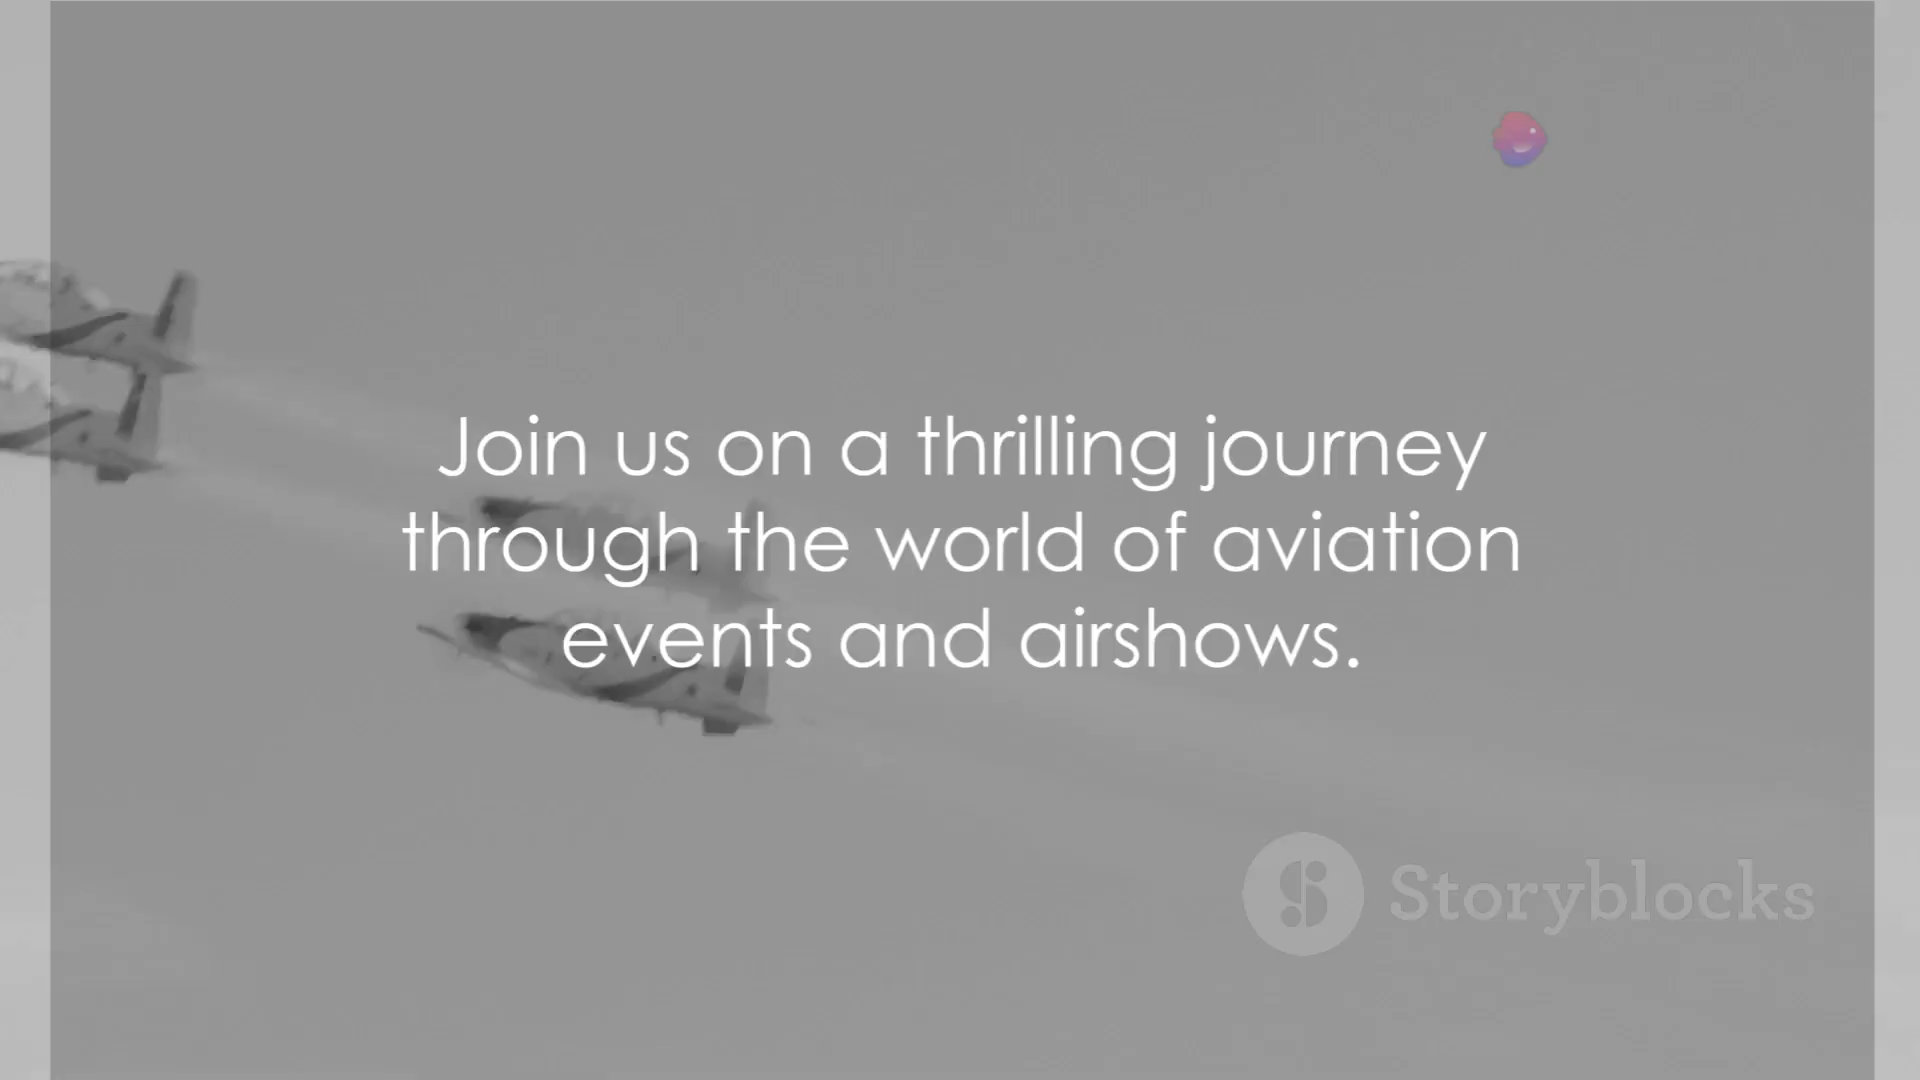 Join us on a thrilling journey
through the world of aviation
events and airshows.
Storyblocks